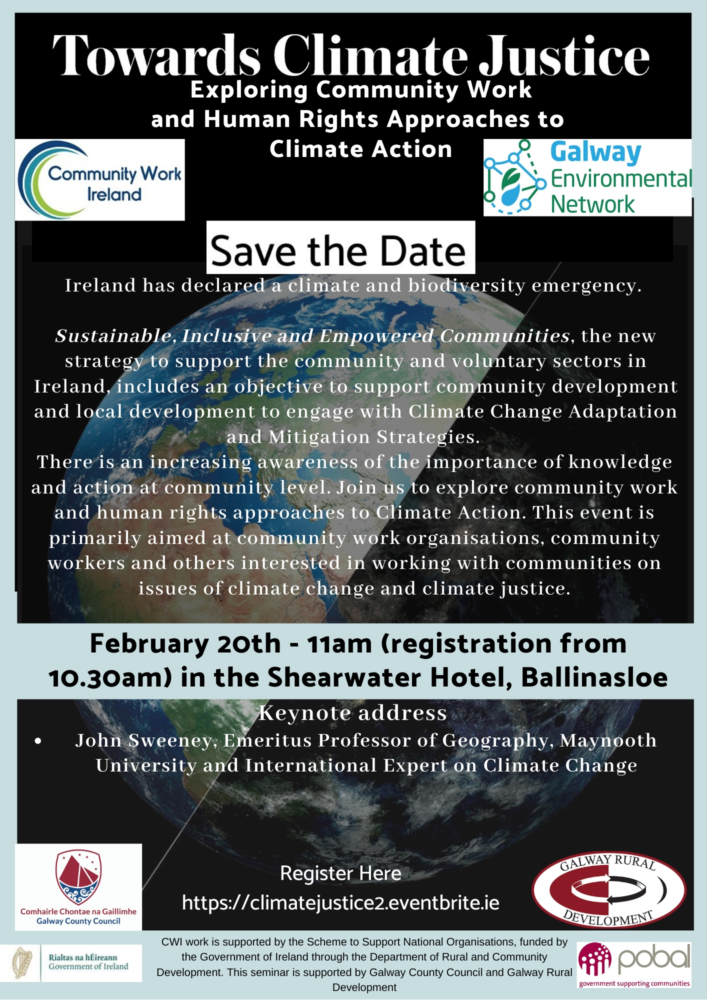 Towards Climate Justice
Exploring Community Work
and Human Rights Approaches to
Climate Action
Community Work
Ireland
Galway
Environmental
Network
Save the Date
Ireland has declared a climate and biodiversity emergency.
Sustainable, Inclusive and Empowered Communities, the new
strategy to support the community and voluntary sectors in
Ireland, includes an objective to support community development
and local development to engage with Climate Change Adaptation
and Mitigation Strategies.
There is an increasing awareness of the importance of knowledge
and action at community level. Join us to explore community work
and human rights approaches to Climate Action. This event is
primarily aimed at community work organisations, community
workers and others interested in working with communities on
issues of climate change and climate justice.
February 20th - 11am (registration from
10.30am) in the Shearwater Hotel, Ballinasloe
Keynote address
• John Sweeney, Emeritus Professor of Geography, Maynooth
University and International Expert on Climate Change
Comhairle Chontae na Gaillimhe
Galway County Council
Register Here
https://climatejustice2.eventbrite.ie
GALWAY RURAL
DEVELOPMENT
Rialtas na hÉireann
Government of Ireland
CWI work is supported by the Scheme to Support National Organisations, funded by
the Government of Ireland through the Department of Rural and Community
Development. This seminar is supported by Galway County Council and Galway Rural
Development
pobal
government supporting communities